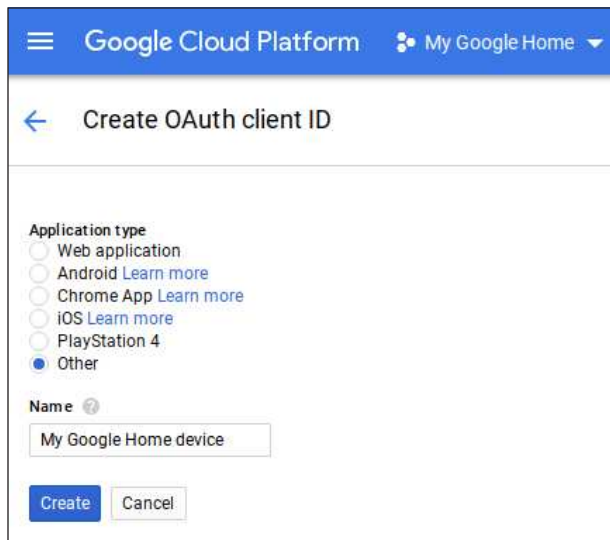 Google Cloud Platform My Google Home
Create OAuth client ID
Application type
Web application
Android Learn more
Chrome App Learn more
iOS Learn more
PlayStation 4
Other
Name ?
My Google Home device
Create Cancel